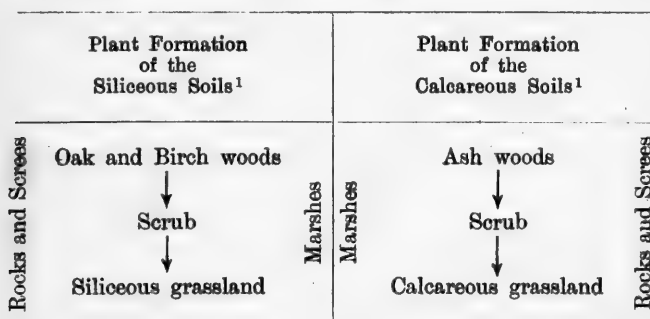 Plant Formation
of the
Siliceous Soils¹
Plant Formation
of the
Calcareous Soils¹
Rocks and Screes
Oak and Birch woods
Scrub
Siliceous grassland
Marshes
Marshes
Ash woods
Scrub
Calcareous grassland
Rocks and Screes